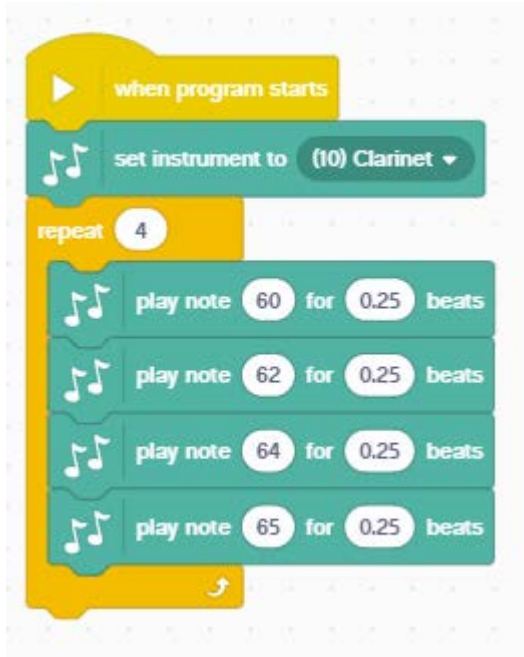 when program starts
set instrument to (10) Clarinet
repeat 4
play note 60 for 0.25 beats
play note 62 for 0.25 beats
play note 64 for 0.25 beats
play note 65 for 0.25 beats